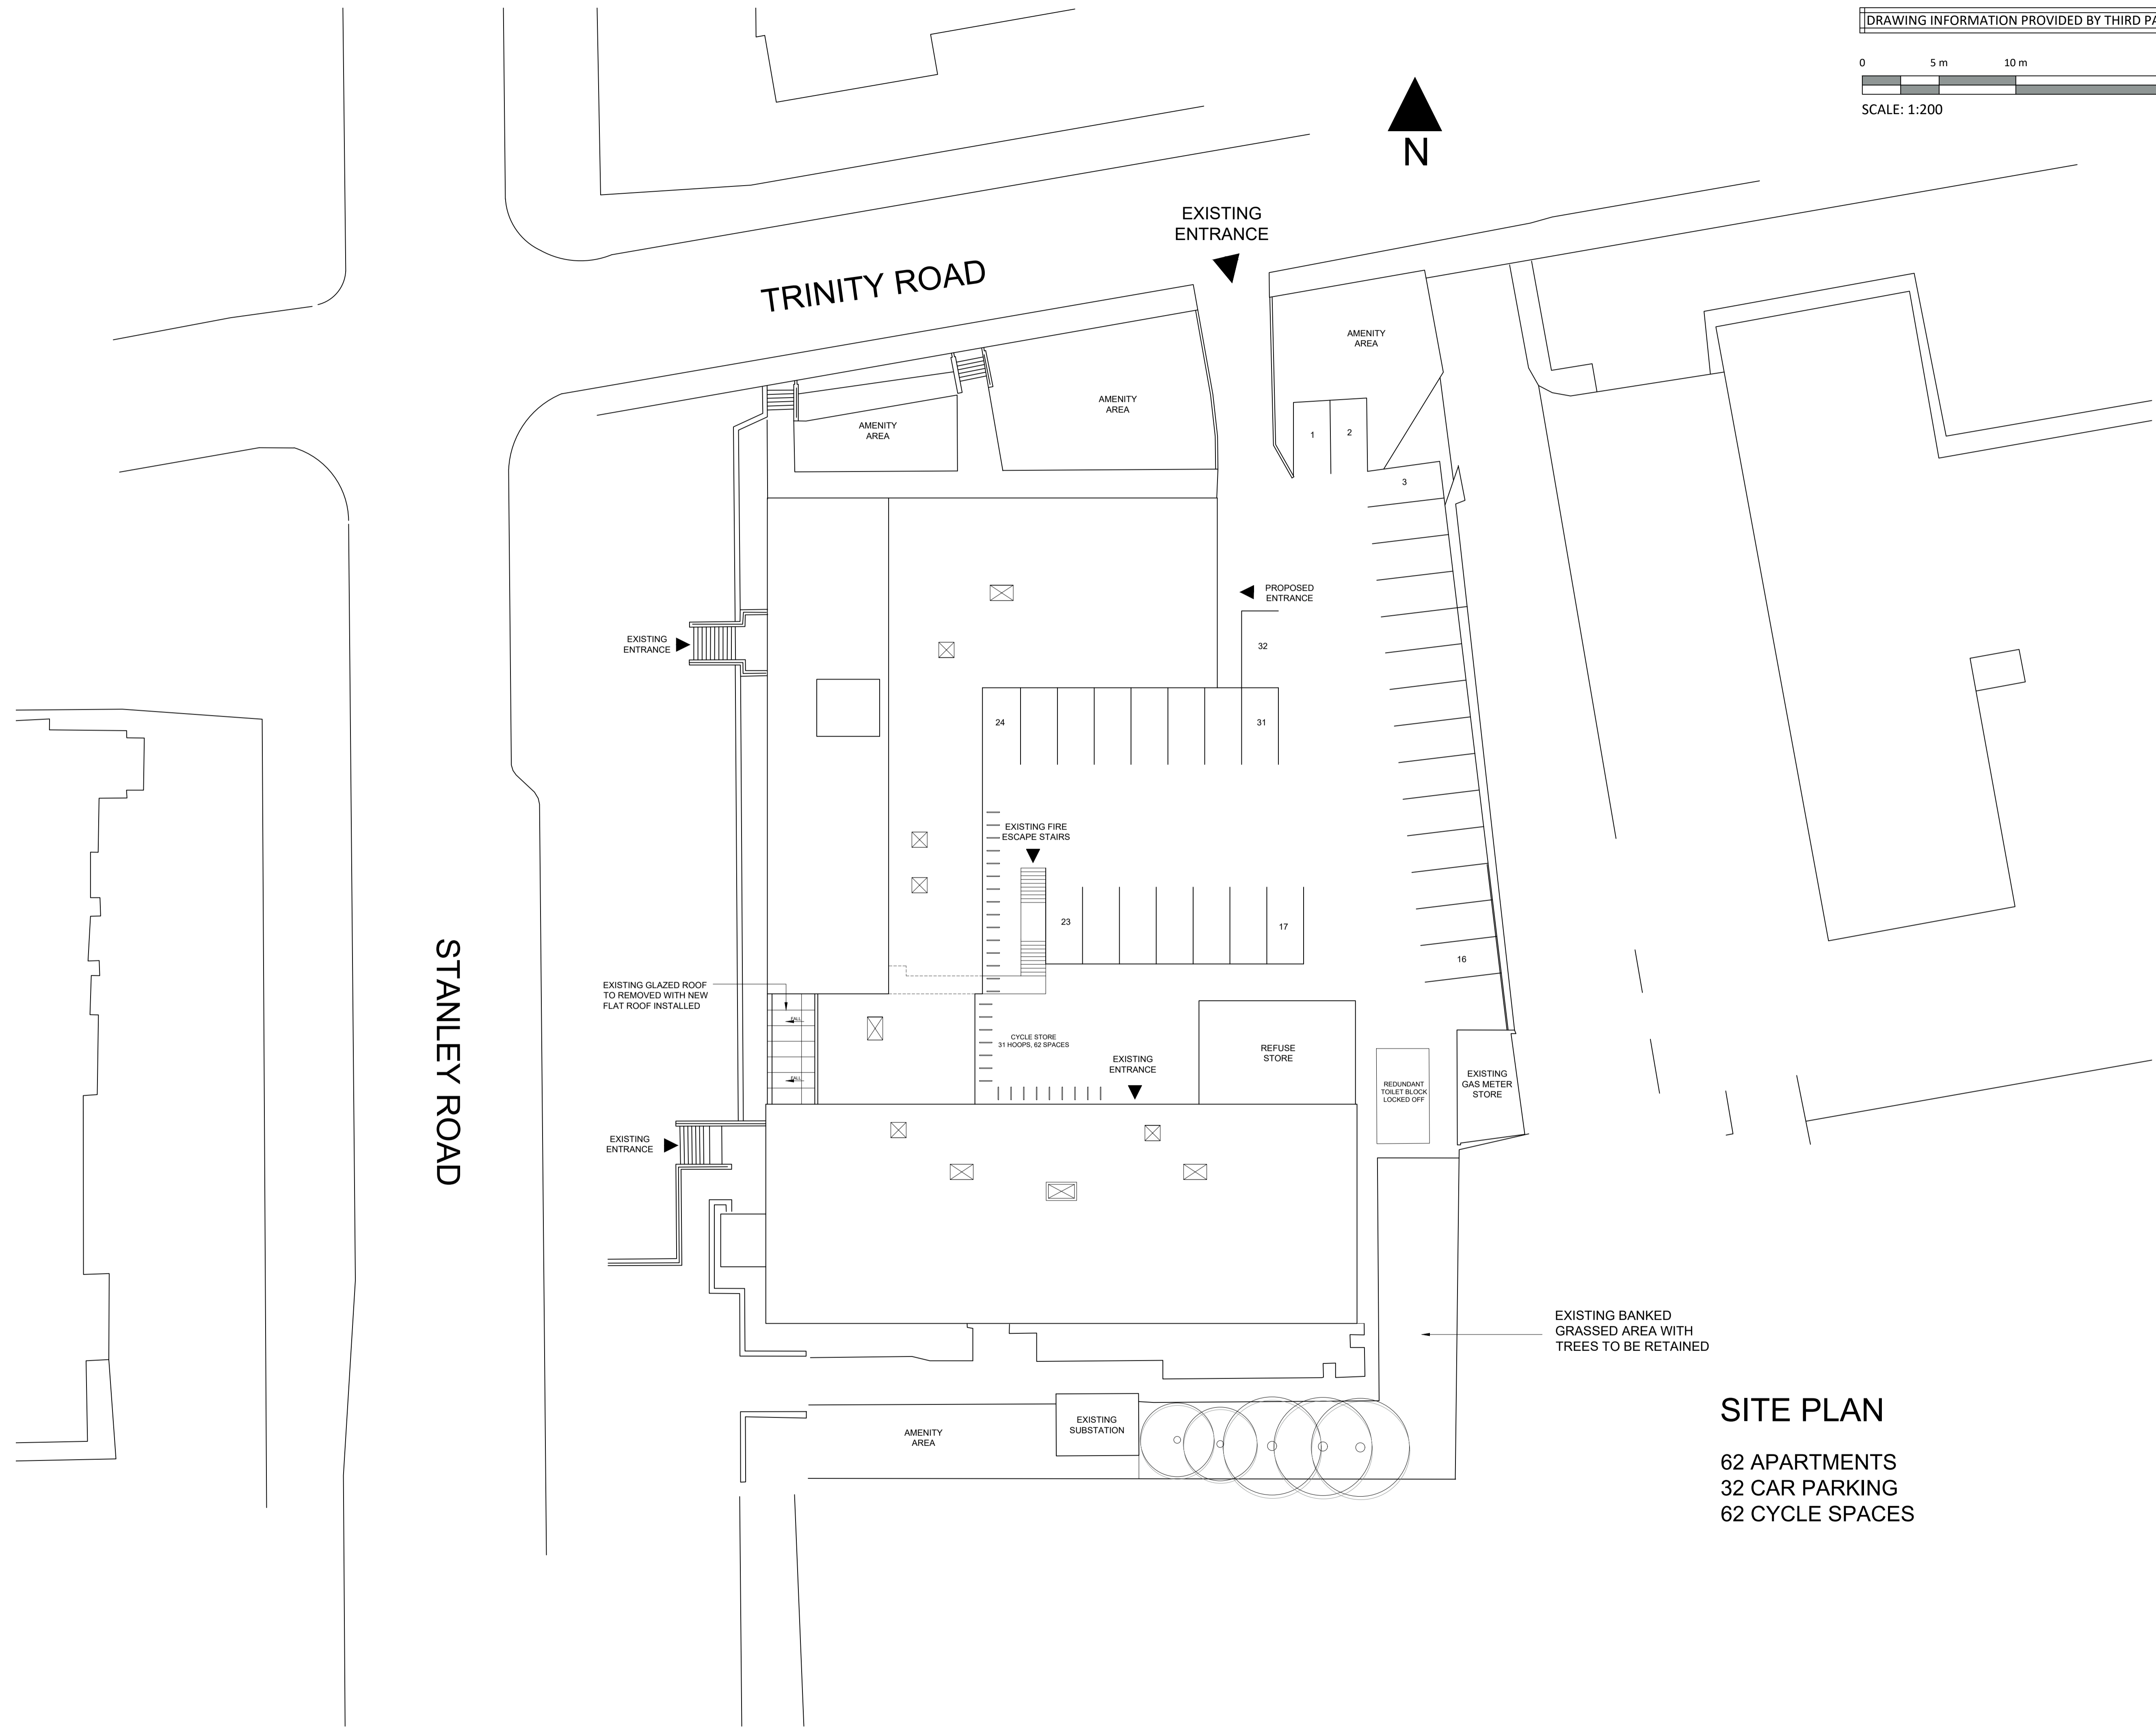 DRAWING INFORMATION PROVIDED BY THIRD
0 5 m 10 m
SCALE: 1:200
N
EXISTING
ENTRANCE
TRINITY ROAD
AMENITY
AREA
AMENITY
AREA
AMENITY
AREA
1
2
3
PROPOSED
ENTRANCE
EXISTING
ENTRANCE
32
24
31
EXISTING FIRE
ESCAPE STAIRS
23
17
16
STANLEY ROAD
EXISTING GLAZED ROOF
TO REMOVED WITH NEW
FLAT ROOF INSTALLED
FALL
FALL
CYCLE STORE
31 HOOPS, 62 SPACES
EXISTING
ENTRANCE
REFUSE
STORE
REDUNDANT
TOILET BLOCK
LOCKED OFF
EXISTING
GAS METER
STORE
EXISTING
ENTRANCE
EXISTING BANKED
GRASSED AREA WITH
TREES TO BE RETAINED
AMENITY
AREA
EXISTING
SUBSTATION
SITE PLAN
62 APARTMENTS
32 CAR PARKING
62 CYCLE SPACES